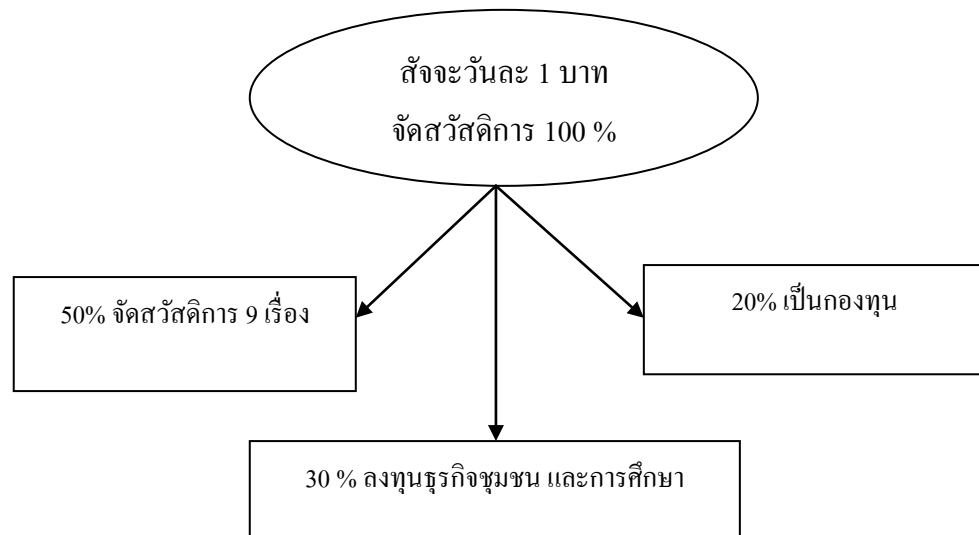 สัจจะวันละ 1 บาท
จัดสวัสดิการ 100 %
50% จัดสวัสดิการ 9 เรื่อง
20% เป็นกองทุน
30 % ลงทุนธุรกิจชุมชน และการศึกษา